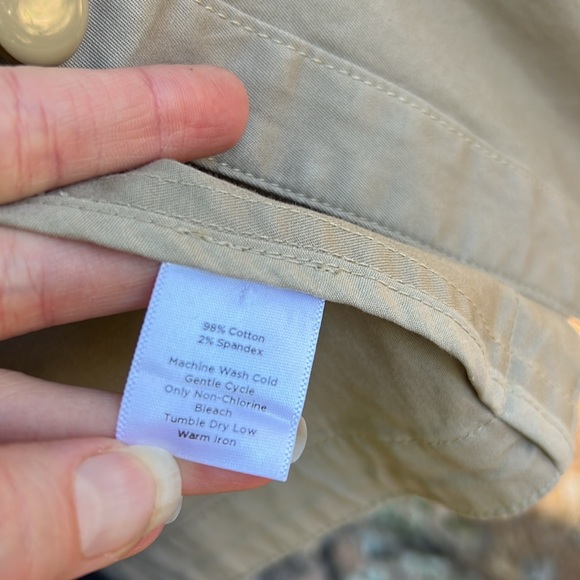 98% Cotton
2% Spandex
Machine Wash Cold
Gentle Cycle
Only Non-Chlorine
Bleach
Tumble Dry Low
Warm Iron